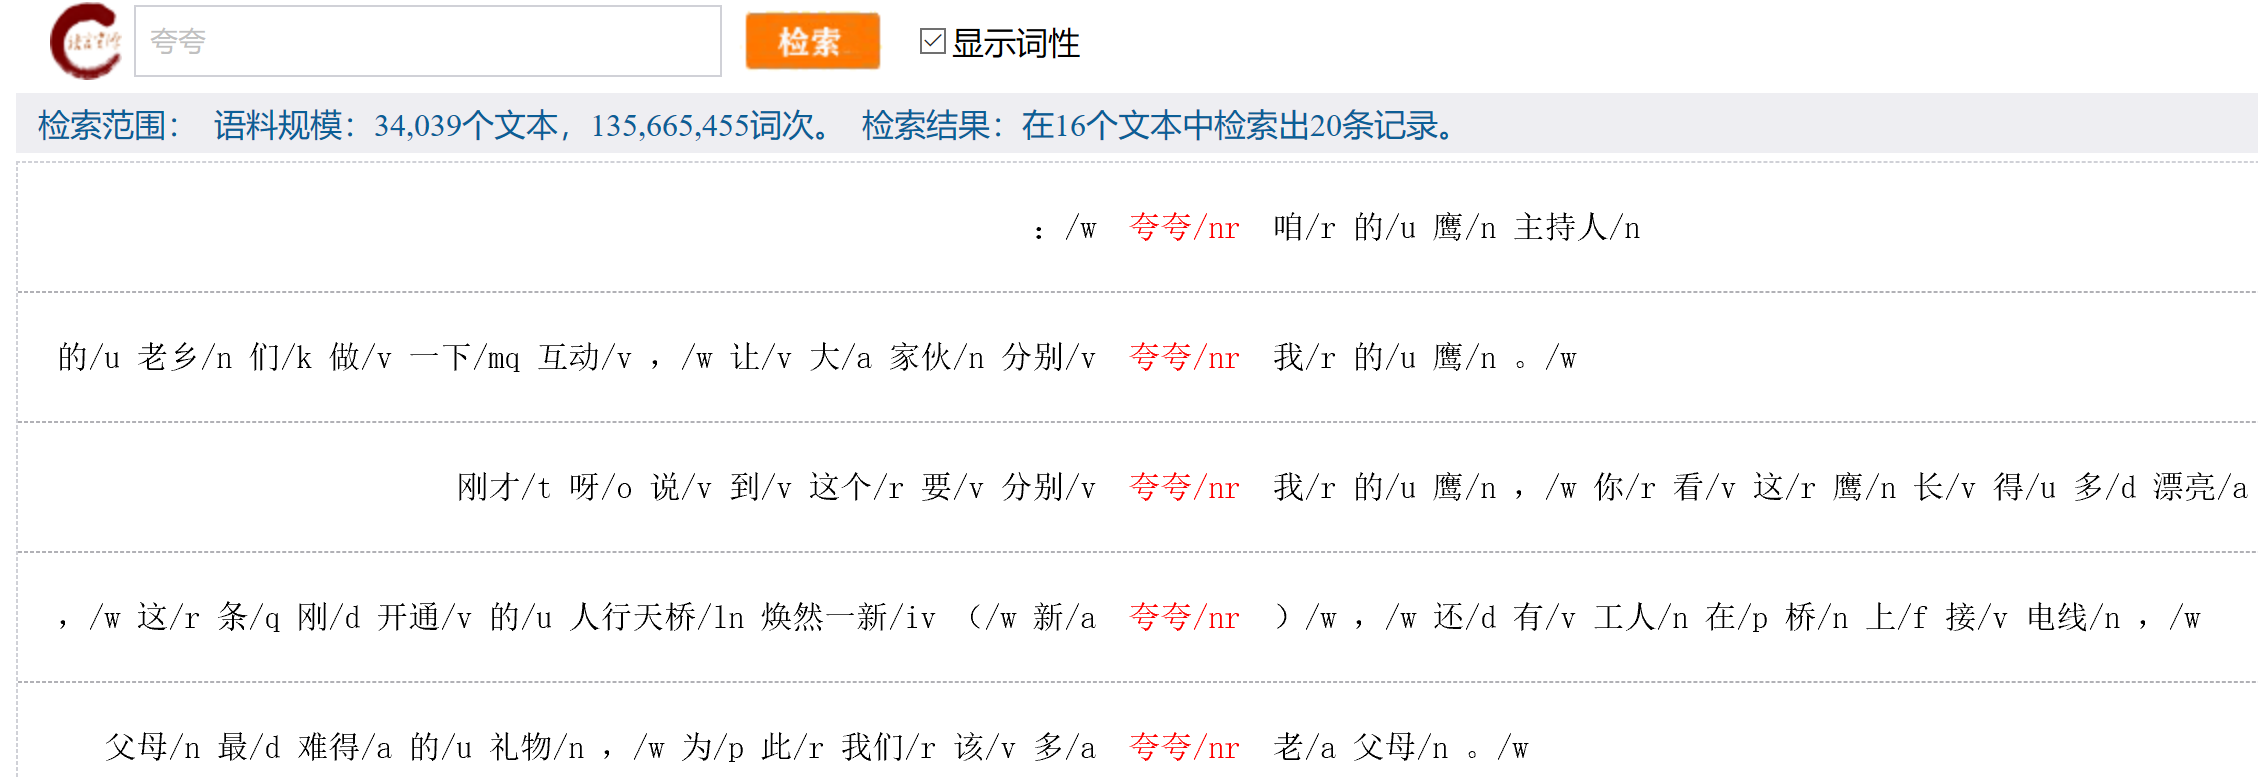 夸夸 检索 显示词性
检索范围： 语料规模：34,039个文本，135,665,455词次。 检索结果：在16个文本中检索出20条记录。
：/w 夸夸/nr 咱/r 的/u 鹰/n 主持人/n
的/u 老乡/n 们/k 做/v 一下/mq 互动/v ，/w 让/v 大/a 家伙/n 分别/v 夸夸/nr 我/r 的/u 鹰/n 。/w
刚才/t 呀/o 说/v 到/v 这个/r 要/v 分别/v 夸夸/nr 我/r 的/u 鹰/n ，/w 你/r 看/v 这/r 鹰/n 长/v 得/u 多/d 漂亮/a
，/w 这/r 条/q 刚/d 开通/v 的/u 人行天桥/ln 焕然一新/iv （/w 新/a 夸夸/nr ）/w ，/w 还/d 有/v 工人/n 在/p 桥/n 上/f 接/v 电线/n ，/w
父母/n 最/d 难得/a 的/u 礼物/n ，/w 为/p 此/r 我们/r 该/v 多/a 夸夸/nr 老/a 父母/n 。/w